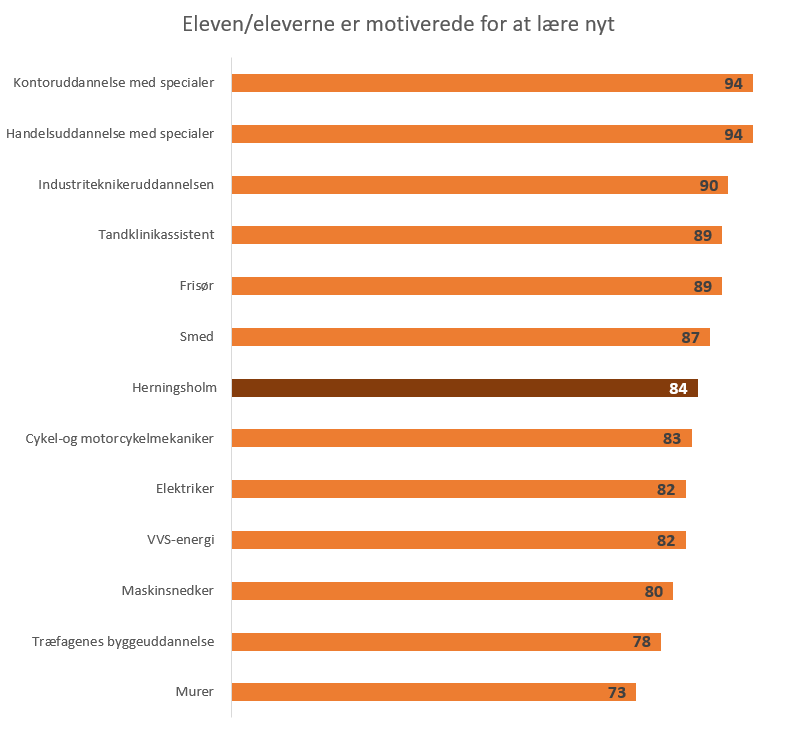 Eleven/eleverne er motiverede for at lære nyt
Kontoruddannelse med specialer 94
Handelsuddannelse med specialer 94
Industriteknikeruddannelsen 90
Tandklinikassistent 89
Frisør 89
Smed 87
Herningsholm 84
Cykel-og motorcykelmekaniker 83
Elektriker 82
VVS-energi 82
Maskinsnedker 80
Træfagenes byggeuddannelse 78
Murer 73